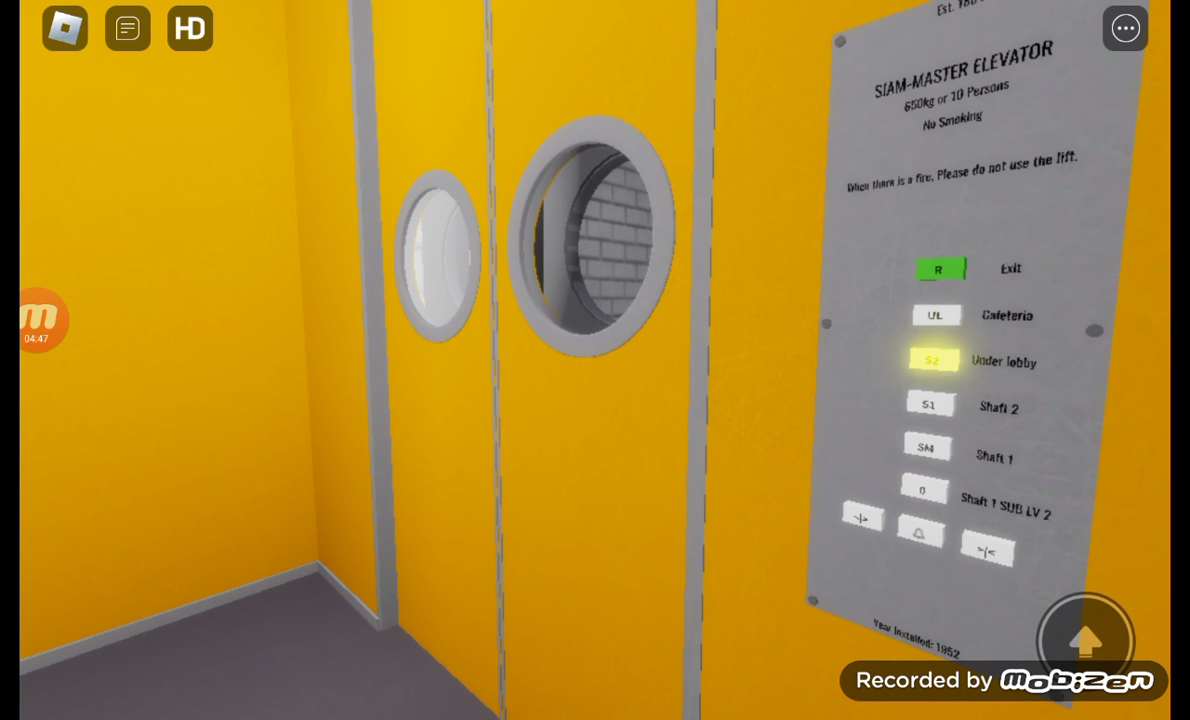 HD
SIAM-MASTER ELEVATOR
650kg or 10 Persons
No Smoking
When there is a fire, Please do not use the lift.
R Exit
UL Cafeteria
S2 Under lobby
S1 Shaft 2
SM Shaft 1
0 Shaft 1 SUB LV 2
-|> >|<
Year Installed: 1952
04:47
Recorded by mobizen